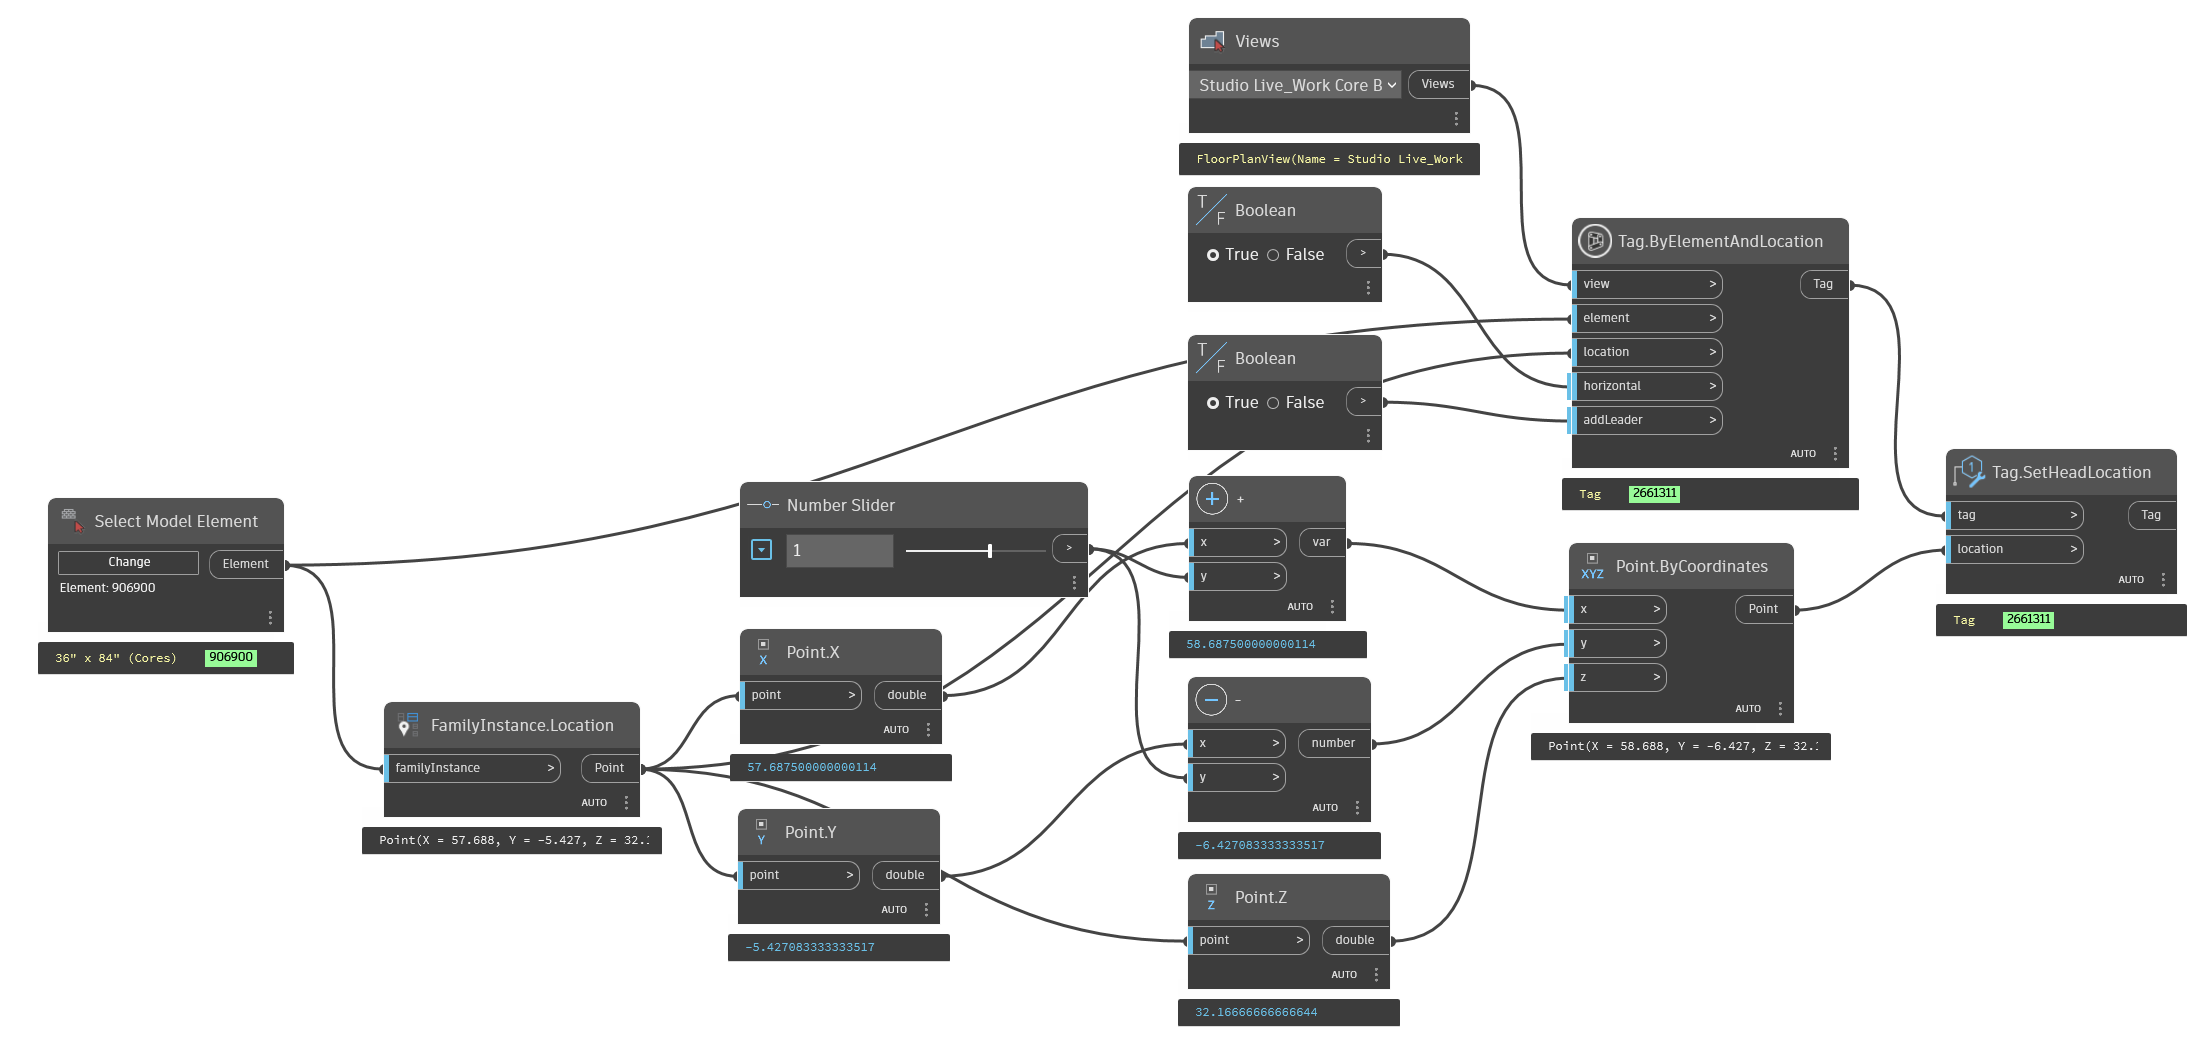 Views
Studio Live_Work Core B
Views
FloorPlanView(Name = Studio Live_Work
T
F
Boolean
True
False
>
T
F
Boolean
True
False
>
Tag.ByElementAndLocation
view >
Tag
element >
location >
horizontal >
addLeader >
AUTO
Tag 2661311
Tag.SetHeadLocation
tag >
Tag
location >
AUTO
Tag 2661311
Select Model Element
Change
Element
Element: 906900
36" x 84" (Cores) 906900
Number Slider
1
>
+
x >
var
y >
AUTO
58.687500000000114
XYZ
Point.ByCoordinates
x >
Point
y >
z >
AUTO
Point(X = 58.688, Y = -6.427, Z = 32.
FamilyInstance.Location
familyInstance >
Point
AUTO
Point(X = 57.688, Y = -5.427, Z = 32.
X
Point.X
point >
double
AUTO
57.687500000000114
-
x >
number
y >
AUTO
-6.427083333333517
Y
Point.Y
point >
double
AUTO
-5.427083333333517
Z
Point.Z
point >
double
AUTO
32.16666666666644